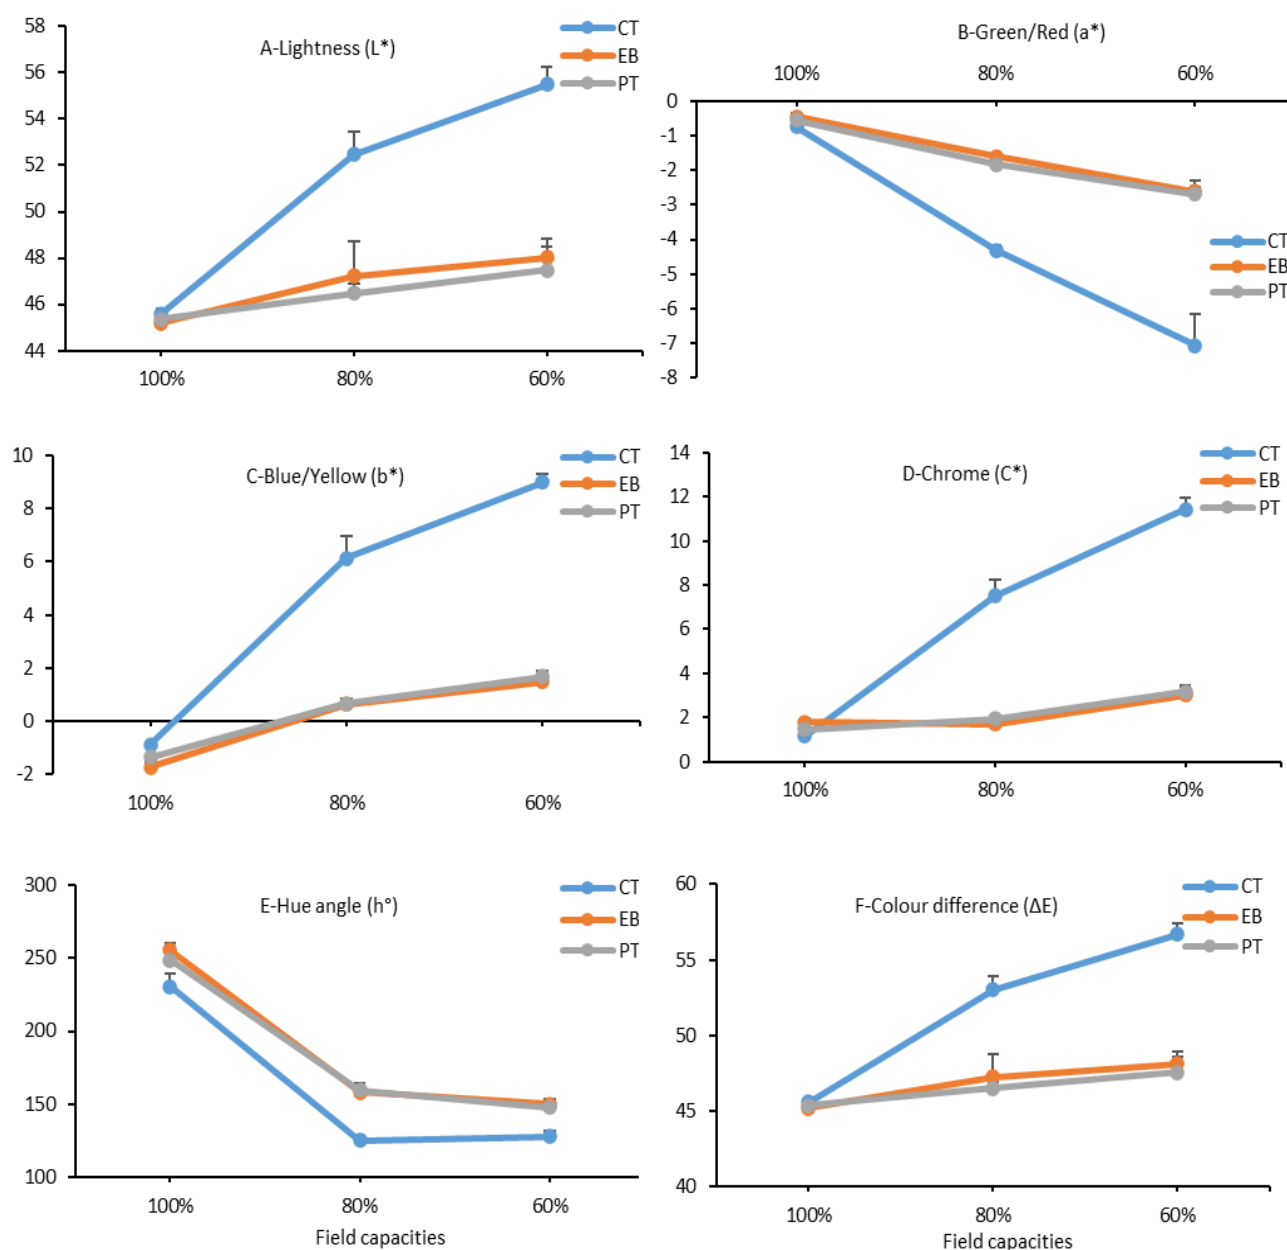 A-Lightness (L*)
58
56
54
52
50
48
46
44
100%
80%
60%
CT
EB
PT
B-Green/Red (a*)
100%
80%
60%
0
-1
-2
-3
-4
-5
-6
-7
-8
CT
EB
PT
C-Blue/Yellow (b*)
10
8
6
4
2
0
-2
100%
80%
60%
CT
EB
PT
D-Chrome (C*)
14
12
10
8
6
4
2
0
100%
80%
60%
CT
EB
PT
E-Hue angle (h°)
300
250
200
150
100
100%
80%
60%
Field capacities
CT
EB
PT
F-Colour difference (ΔE)
60
55
50
45
40
100%
80%
60%
Field capacities
CT
EB
PT